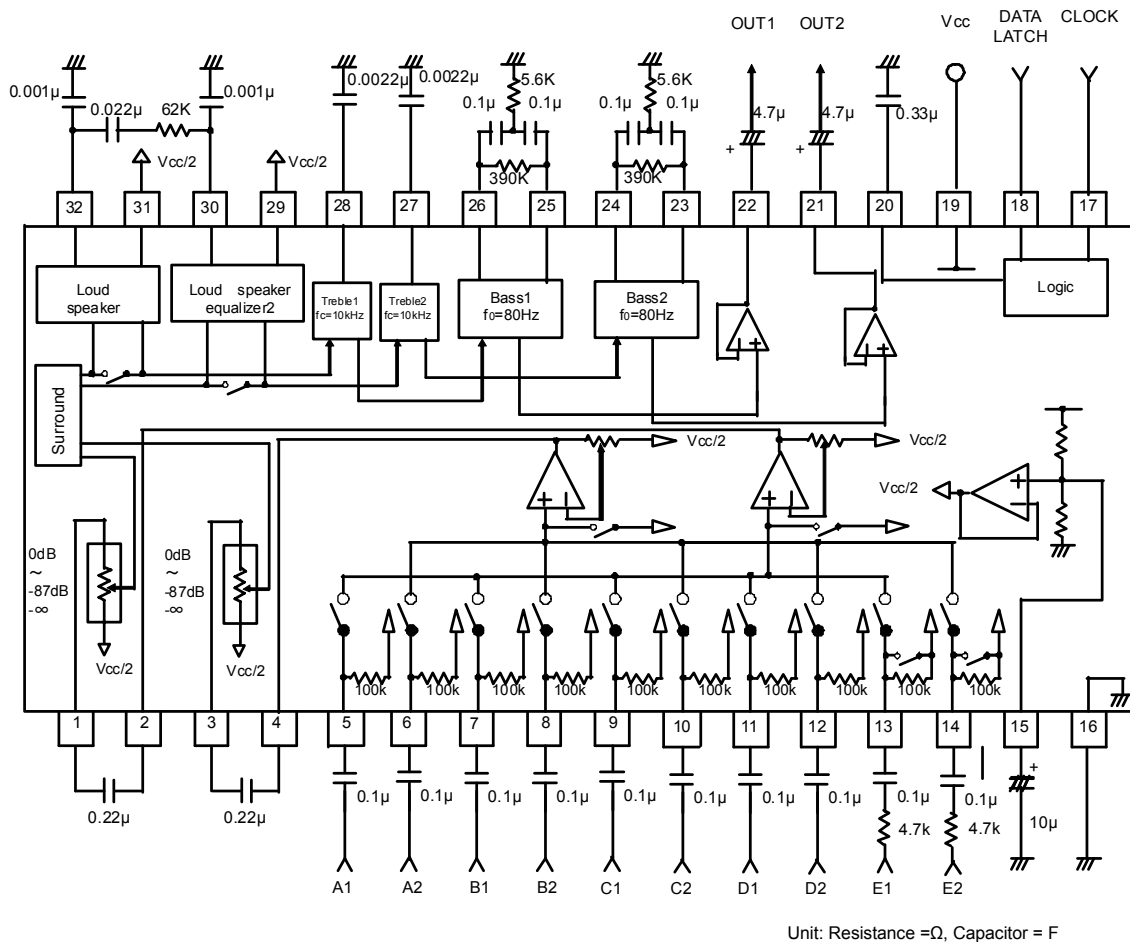 OUT1 OUT2 Vcc DATA LATCH CLOCK
0.001μ 0.022μ 62K 0.001μ 0.0022μ 0.0022μ 5.6K 0.1μ 0.1μ 390K 5.6K 0.1μ 0.1μ 390K 4.7μ + 4.7μ + 0.33μ
Vcc/2 Vcc/2
32 31 30 29 28 27 26 25 24 23 22 21 20 19 18 17
Loud speaker
Loud speaker equalizer2
Treble1 fc=10kHz
Treble2 fc=10kHz
Bass1 f0=80Hz
Bass2 f0=80Hz
Logic
Surround
Vcc/2 Vcc/2 Vcc/2
0dB ~ -87dB -∞
0dB ~ -87dB -∞
Vcc/2 Vcc/2
100k 100k 100k 100k 100k 100k 100k 100k 100k 100k
1 2 3 4 5 6 7 8 9 10 11 12 13 14 15 16
0.22μ 0.22μ 0.1μ 0.1μ 0.1μ 0.1μ 0.1μ 0.1μ 0.1μ 0.1μ 0.1μ 0.1μ +
4.7k 4.7k 10μ
A1 A2 B1 B2 C1 C2 D1 D2 E1 E2
Unit: Resistance =Ω, Capacitor = F